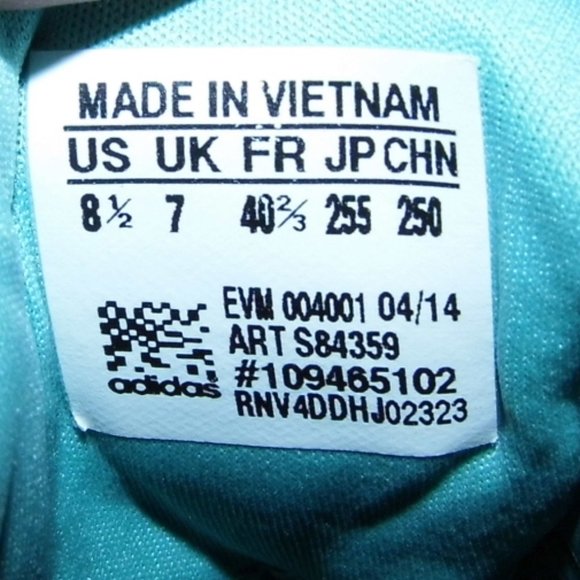 MADE IN VIETNAM
US UK FR JP CHN
8½ 7 40⅔ 255 250
EVM 004001 04/14
ART S84359
#109465102
adidas
RNV4DDHJ02323